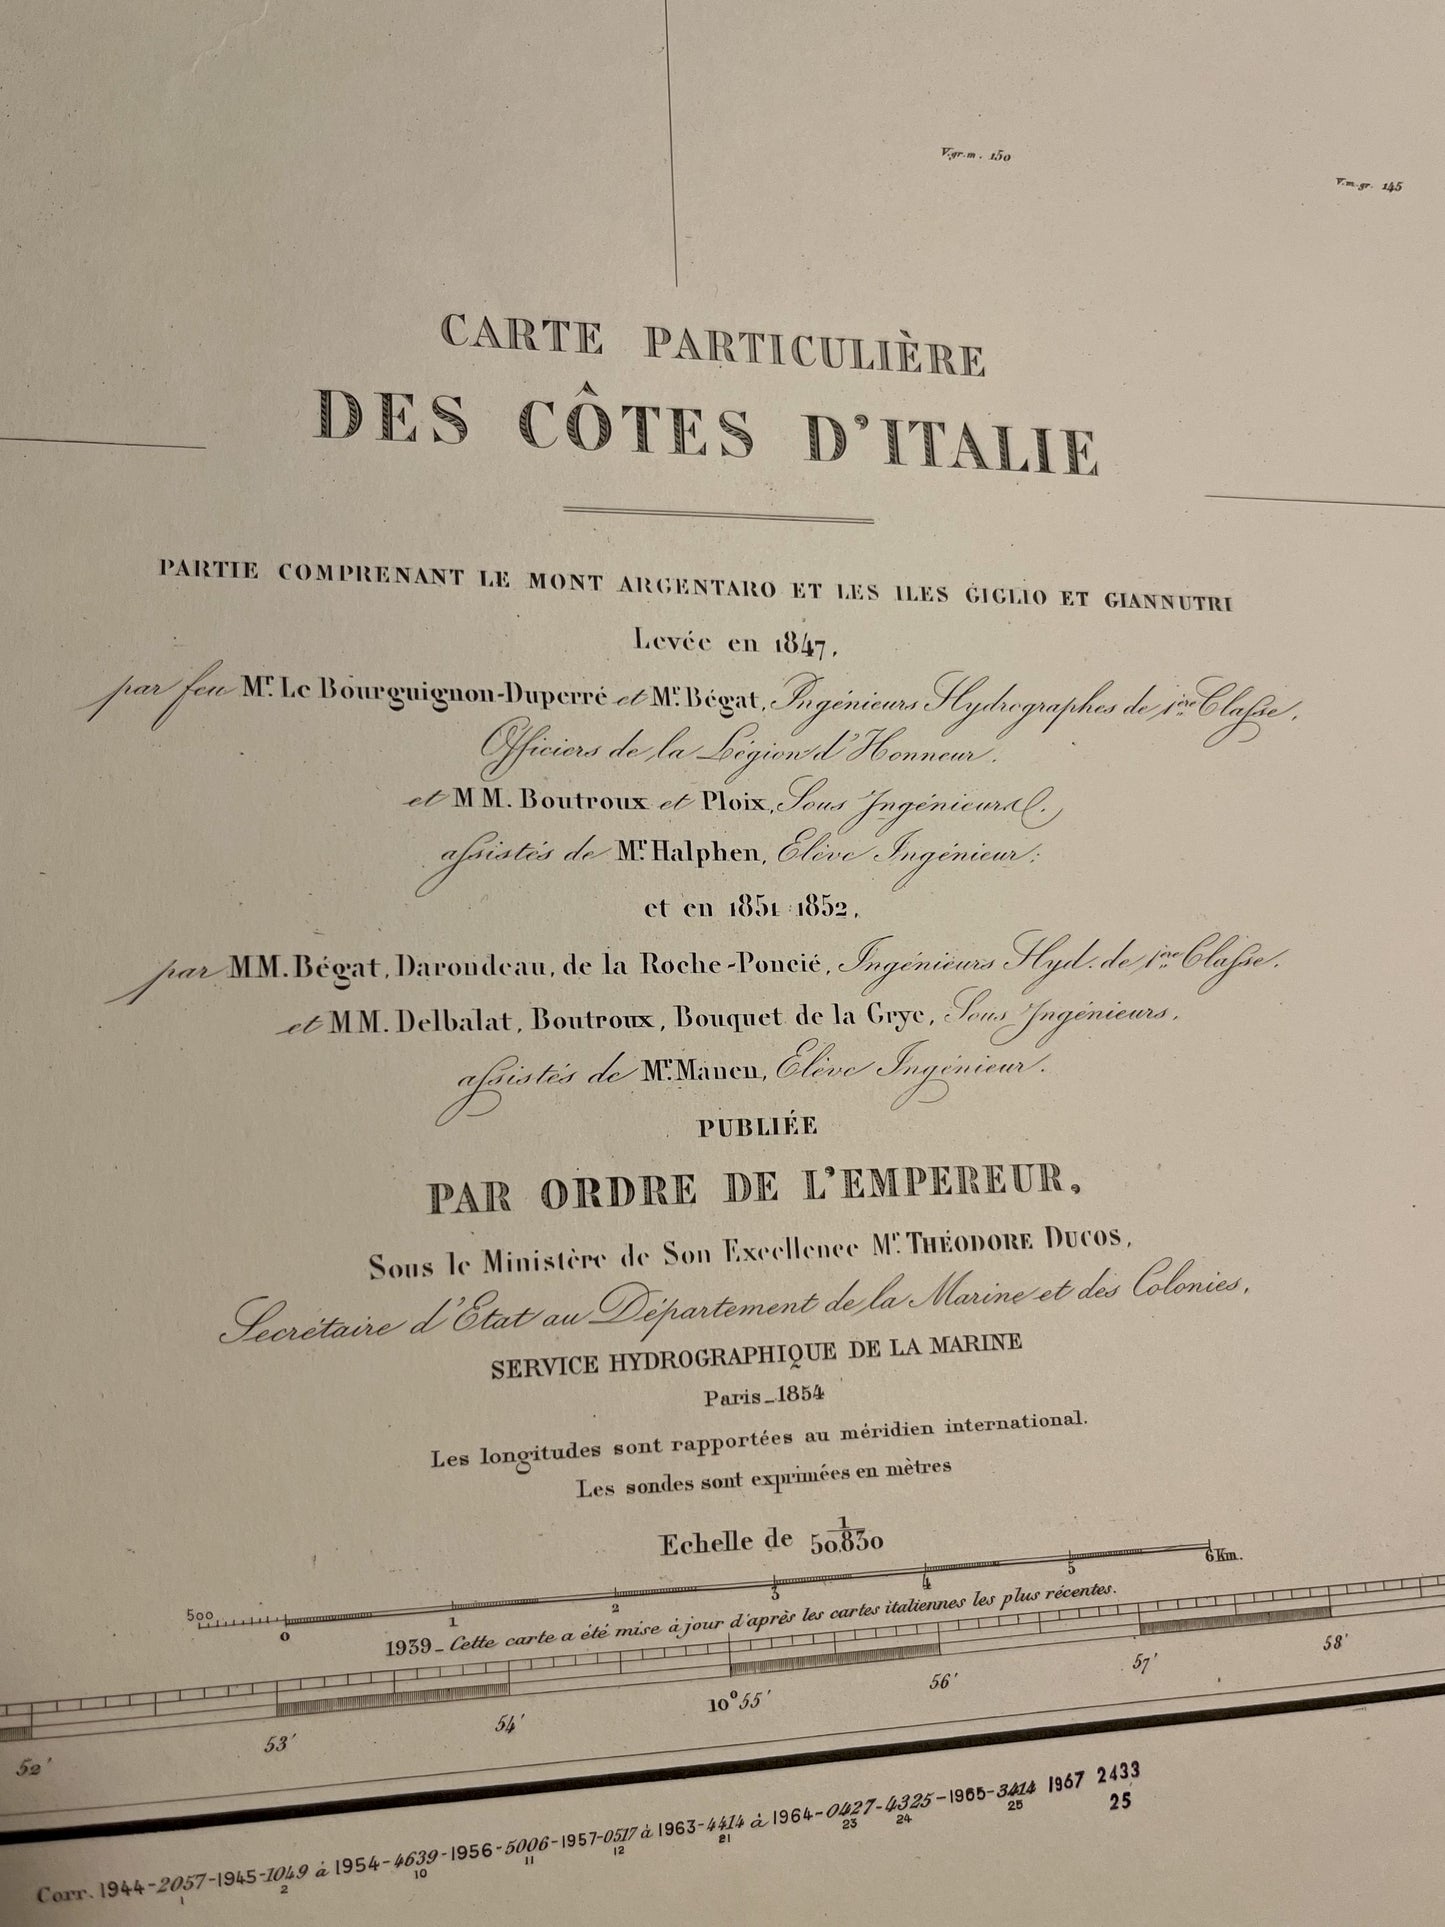 V.gr.m. 150
V.m.gr. 145
CARTE PARTICULIÈRE
DES CÔTES D'ITALIE
PARTIE COMPRENANT LE MONT ARGENTARO ET LES ILES GIGLIO ET GIANNUTRI
Levée en 1847,
par feu Mr. Le Bourguignon-Duperré et Mr. Bégat, Ingénieurs Hydrographes de 1ère Classe,
Officiers de la Légion d'Honneur.
et MM. Boutroux et Ploix, Sous Ingénieurs
assistés de Mr. Halphen, Elève Ingénieur;
et en 1851 1852,
par MM. Bégat, Darondeau, de la Roche-Poncié, Ingénieurs Hyd. de 1ère Classe.
et MM. Delbalat, Boutroux, Bouquet de la Grye, Sous Ingénieurs,
assistés de Mr. Manen, Elève Ingénieur.
PUBLIÉE
PAR ORDRE DE L'EMPEREUR,
Sous le Ministère de Son Excellence Mr. THÉODORE DUCOS,
Secrétaire d'Etat au Département de la Marine et des Colonies,
SERVICE HYDROGRAPHIQUE DE LA MARINE
Paris_1854
Les longitudes sont rapportées au méridien international.
Les sondes sont exprimées en mètres
Echelle de 1/50.830
500 0 1 2 3 4 5 6 Km.
1939_Cette carte a été mise à jour d'après les cartes italiennes les plus récentes.
52' 53' 54' 10°55' 56' 57' 58'
Corr. 1944-2057-1945-1049 à 1954-4639-1956-5006-1957-0517 à 1963-4414 à 1964-0427-4325-1965-3414 1967 2433
1 2 10 11 12 21 23 24 25 25